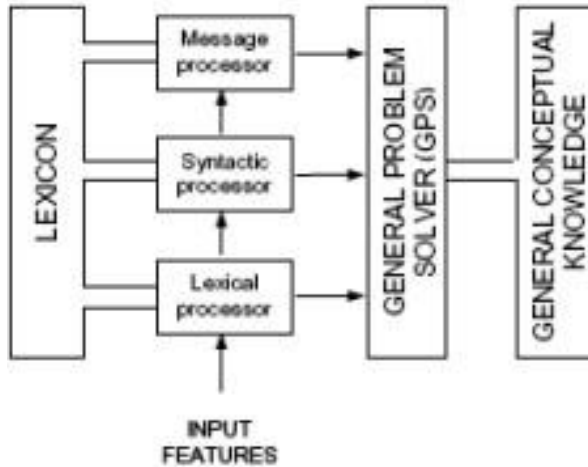 LEXICON
Message
processor
Syntactic
processor
Lexical
processor
INPUT
FEATURES
GENERAL PROBLEM
SOLVER (GPS)
GENERAL CONCEPTUAL
KNOWLEDGE